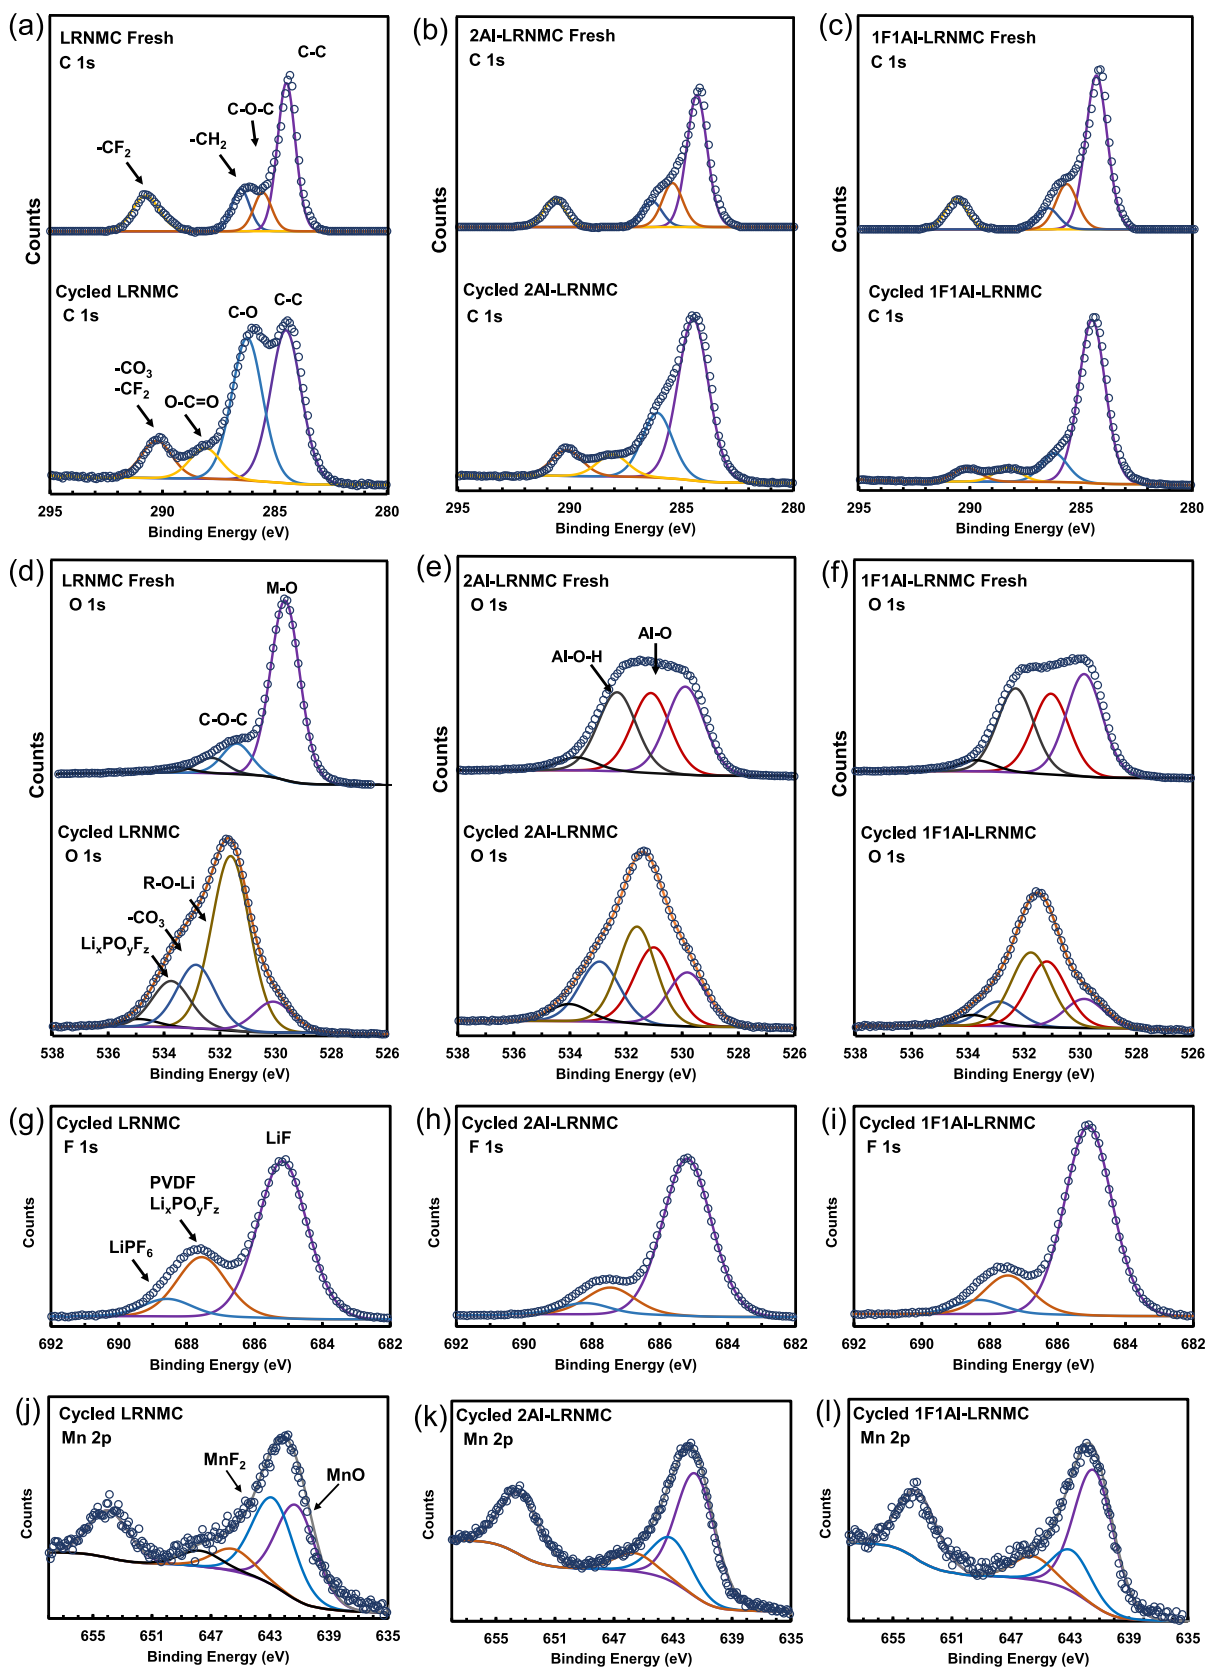 (a)
LRNMC Fresh
C 1s
C-C
C-O-C
-CH₂
-CF₂
Counts
Cycled LRNMC
C 1s
C-O
C-C
-CO₃
-CF₂
O-C=O
295 290 285 280
Binding Energy (eV)
(b)
2Al-LRNMC Fresh
C 1s
Counts
Cycled 2Al-LRNMC
C 1s
295 290 285 280
Binding Energy (eV)
(c)
1F1Al-LRNMC Fresh
C 1s
Counts
Cycled 1F1Al-LRNMC
C 1s
295 290 285 280
Binding Energy (eV)
(d)
LRNMC Fresh
O 1s
M-O
C-O-C
Counts
Cycled LRNMC
O 1s
R-O-Li
-CO₃
LiₓPOᵧF_z
538 536 534 532 530 528 526
Binding Energy (eV)
(e)
2Al-LRNMC Fresh
O 1s
Al-O
Al-O-H
Counts
Cycled 2Al-LRNMC
O 1s
538 536 534 532 530 528 526
Binding Energy (eV)
(f)
1F1Al-LRNMC Fresh
O 1s
Counts
Cycled 1F1Al-LRNMC
O 1s
538 536 534 532 530 528 526
Binding Energy (eV)
(g)
Cycled LRNMC
F 1s
LiF
PVDF
LiₓPOᵧF_z
LiPF₆
Counts
692 690 688 686 684 682
Binding Energy (eV)
(h)
Cycled 2Al-LRNMC
F 1s
Counts
692 690 688 686 684 682
Binding Energy (eV)
(i)
Cycled 1F1Al-LRNMC
F 1s
Counts
692 690 688 686 684 682
Binding Energy (eV)
(j)
Cycled LRNMC
Mn 2p
MnF₂
MnO
Counts
655 651 647 643 639 635
Binding Energy (eV)
(k)
Cycled 2Al-LRNMC
Mn 2p
Counts
655 651 647 643 639 635
Binding Energy (eV)
(l)
Cycled 1F1Al-LRNMC
Mn 2p
Counts
655 651 647 643 639 635
Binding Energy (eV)